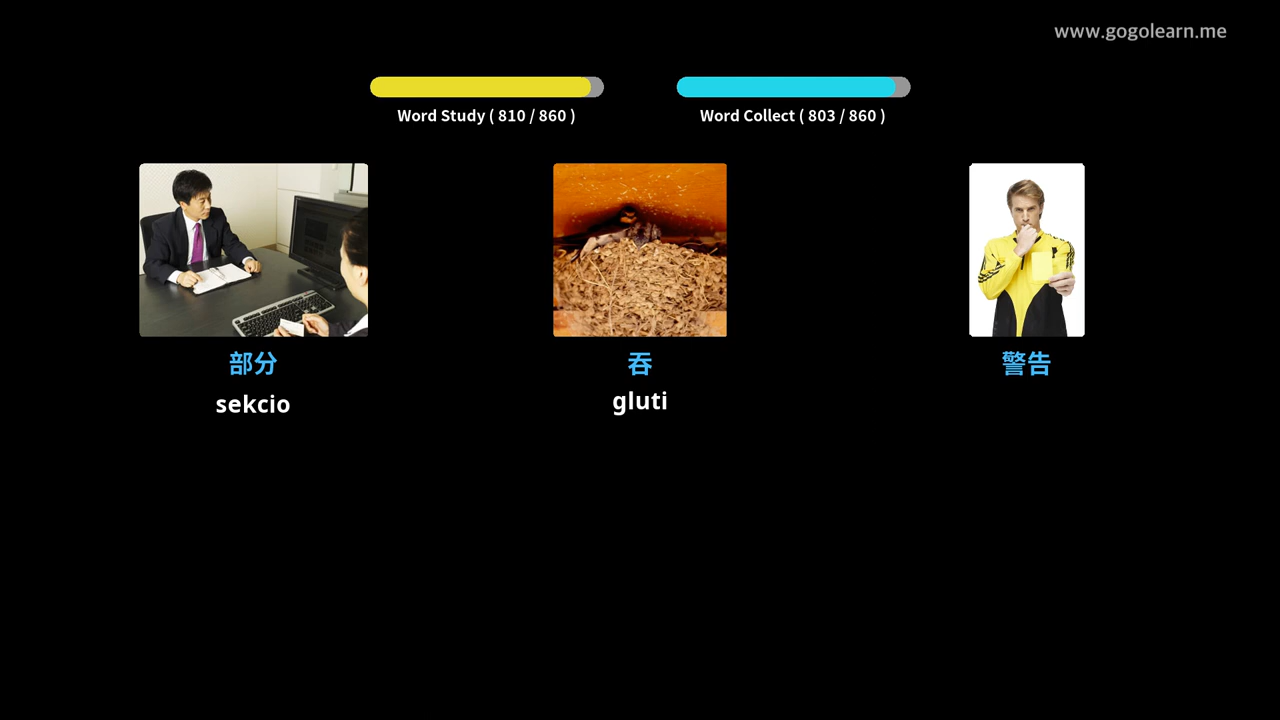 www.gogolearn.me
Word Study ( 810 / 860 )
Word Collect ( 803 / 860 )
部分
吞
警告
sekcio
gluti